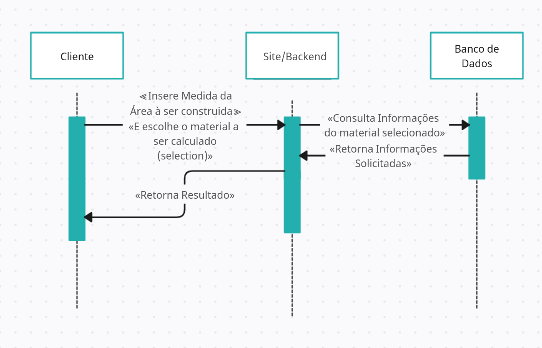 Cliente
Site/Backend
Banco de
Dados
«Insere Medida da
Área à ser construida»
«E escolhe o material a
ser calculado
(selection)»
«Consulta Informações
do material selecionado»
«Retorna Informações
Solicitadas»
«Retorna Resultado»